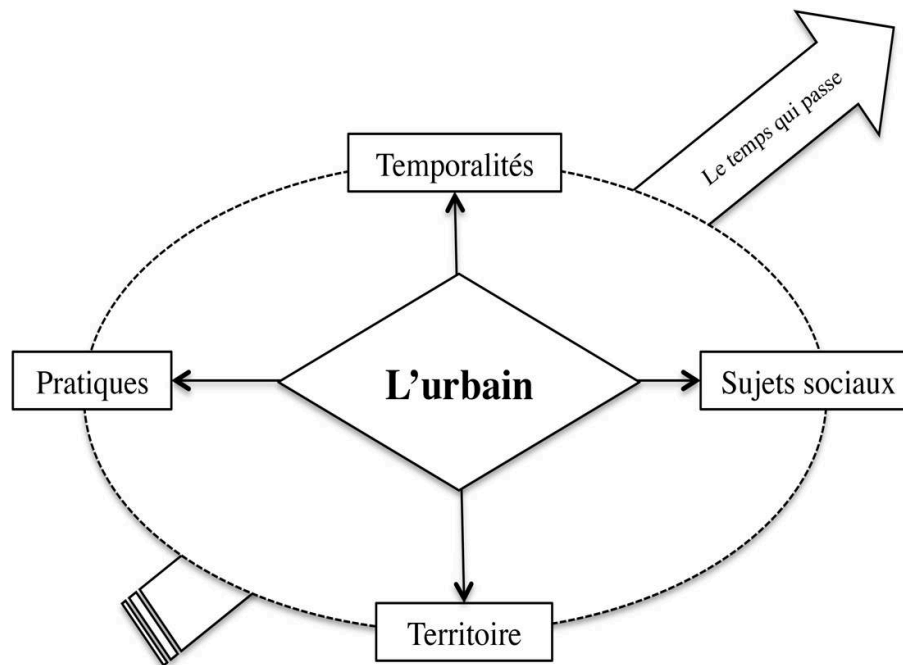 Le temps qui passe
Temporalités
Pratiques
L'urbain
Sujets sociaux
Territoire